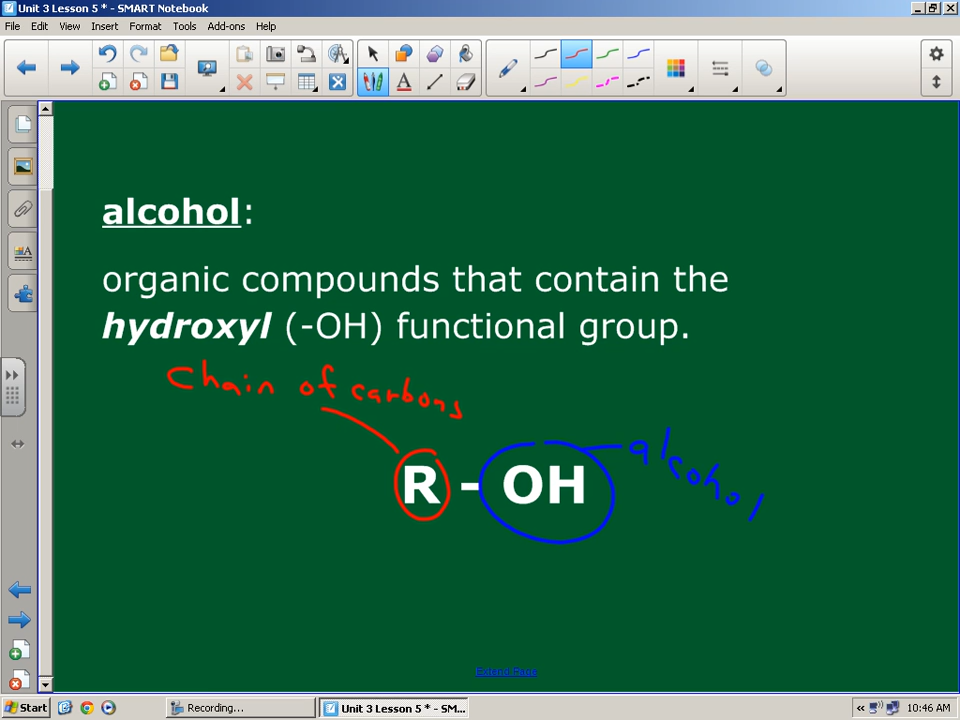 Unit 3 Lesson 5 * - SMART Notebook
File Edit View Insert Format Tools Add-ons Help
alcohol:
organic compounds that contain the
hydroxyl (-OH) functional group.
Chain of carbons
alcohol
R - OH
Extend Page
Start Recording... Unit 3 Lesson 5 * - SM... 10:46 AM